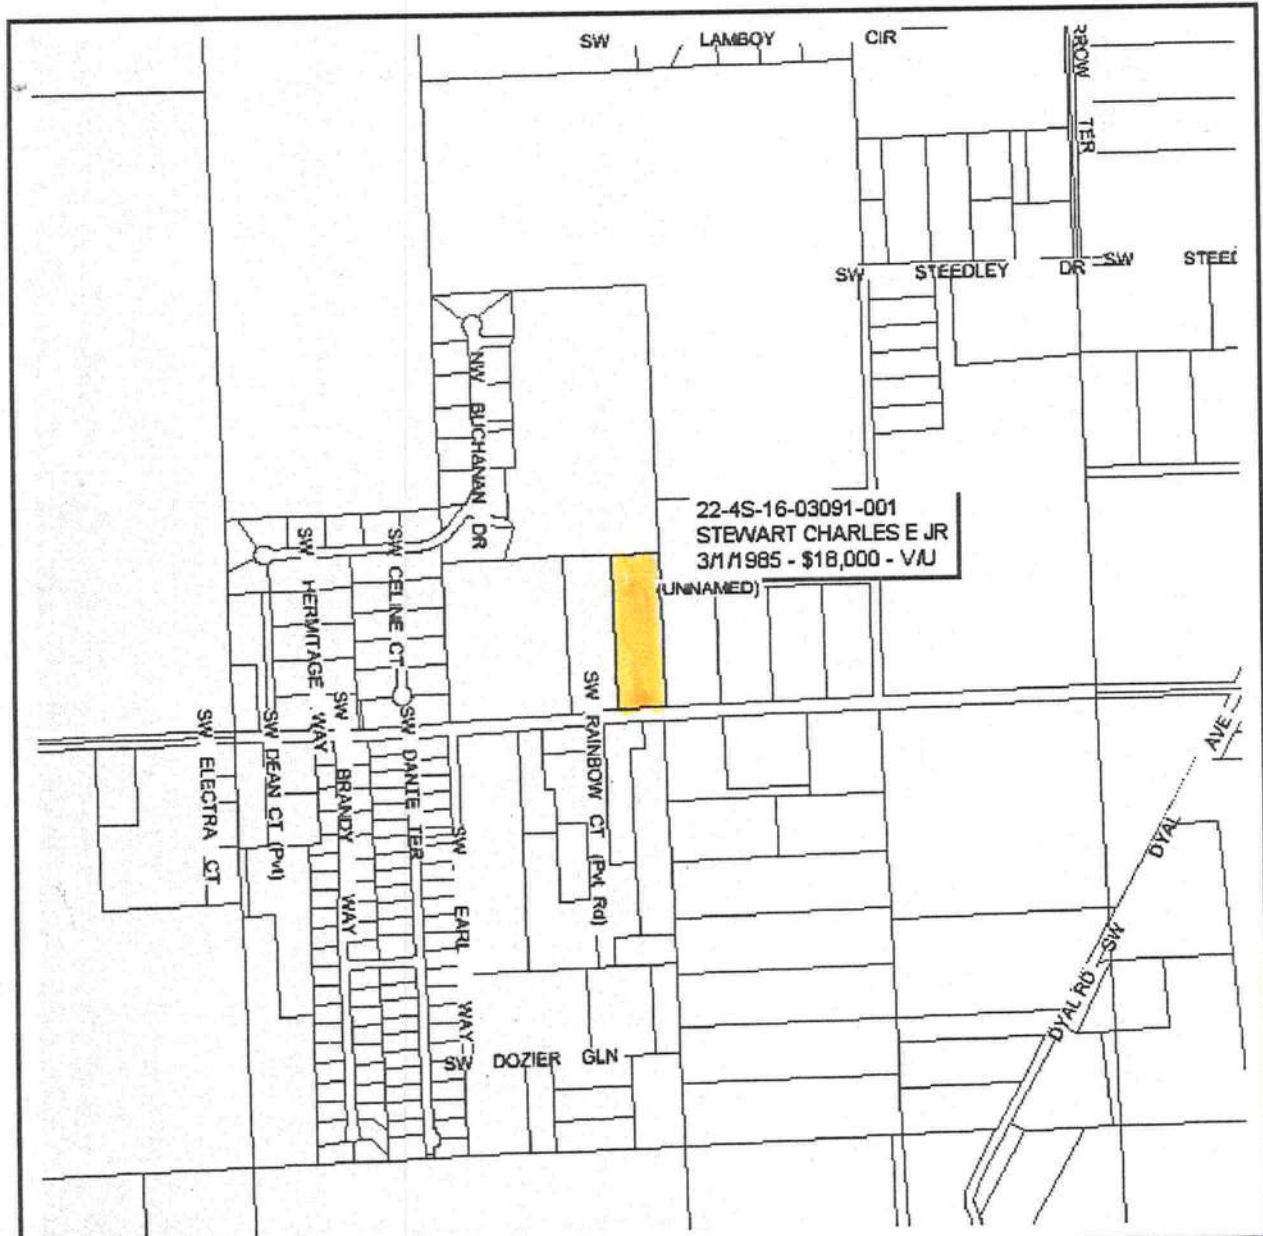 SW LAMBOY CIR
RROW TER
SW STEEDLEY DR SW STEED
NW BUCHANAN DR
22-4S-16-03091-001
STEWART CHARLES E JR
3/1/1985 - $18,000 - V/U
(UNNAMED)
SW HERMITAGE WAY
SW CELINE CT
SW RAINBOW CT (Pvt Rd)
SW ELECTRA CT
SW DEAN CT (Pvt)
SW BRANDY WAY
SW DANTE TER
SW EARL WAY
SW DOZIER GLN
AVE
DYAL
SW
DYAL RD